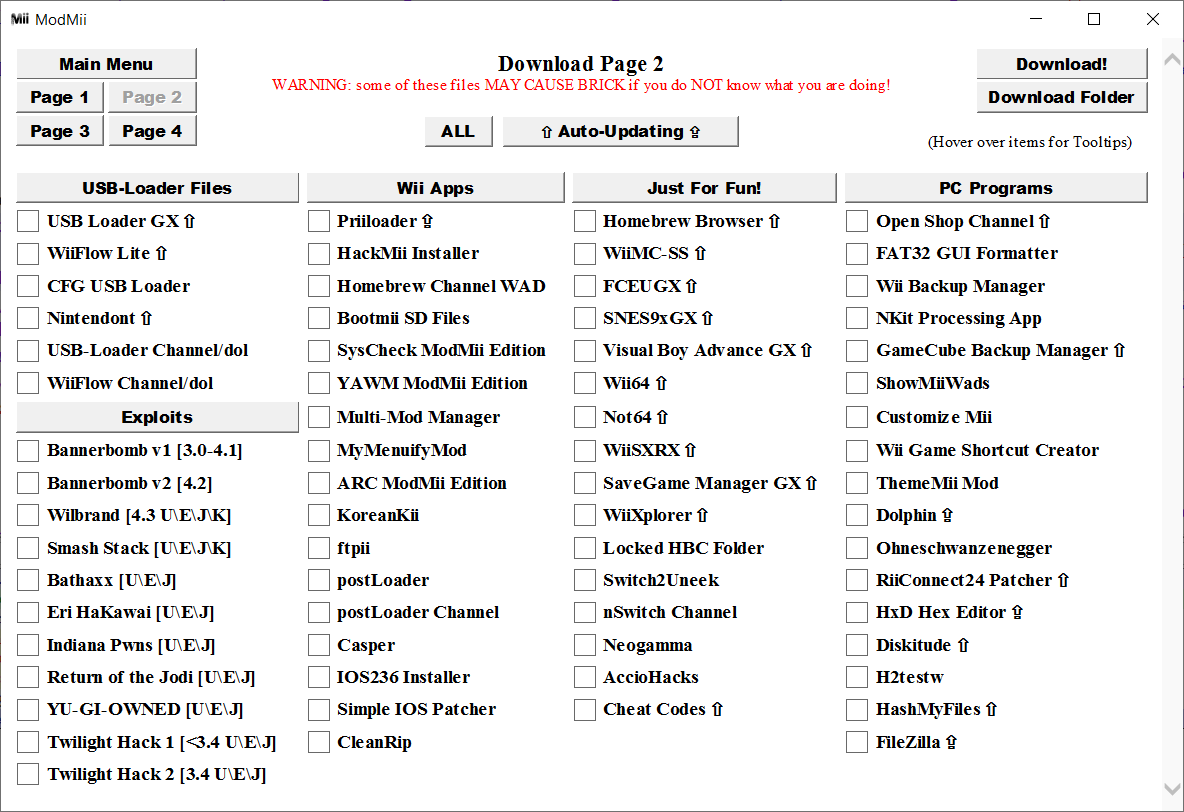 Mii ModMii
Main Menu
Download Page 2
Download!
WARNING: some of these files MAY CAUSE BRICK if you do NOT know what you are doing!
Page 1
Page 2
Download Folder
Page 3
Page 4
ALL
⇧ Auto-Updating ⇪
(Hover over items for Tooltips)
USB-Loader Files
USB Loader GX ⇧
WiiFlow Lite ⇧
CFG USB Loader
Nintendont ⇧
USB-Loader Channel/dol
WiiFlow Channel/dol
Exploits
Bannerbomb v1 [3.0-4.1]
Bannerbomb v2 [4.2]
Wilbrand [4.3 U\E\J\K]
Smash Stack [U\E\J\K]
Bathaxx [U\E\J]
Eri HaKawai [U\E\J]
Indiana Pwns [U\E\J]
Return of the Jodi [U\E\J]
YU-GI-OWNED [U\E\J]
Twilight Hack 1 [<3.4 U\E\J]
Twilight Hack 2 [3.4 U\E\J]
Wii Apps
Priiloader ⇪
HackMii Installer
Homebrew Channel WAD
Bootmii SD Files
SysCheck ModMii Edition
YAWM ModMii Edition
Multi-Mod Manager
MyMenuifyMod
ARC ModMii Edition
KoreanKii
ftpii
postLoader
postLoader Channel
Casper
IOS236 Installer
Simple IOS Patcher
CleanRip
Just For Fun!
Homebrew Browser ⇧
WiiMC-SS ⇧
FCEUGX ⇧
SNES9xGX ⇧
Visual Boy Advance GX ⇧
Wii64 ⇧
Not64 ⇧
WiiSXRX ⇧
SaveGame Manager GX ⇧
WiiXplorer ⇧
Locked HBC Folder
Switch2Uneek
nSwitch Channel
Neogamma
AccioHacks
Cheat Codes ⇧
PC Programs
Open Shop Channel ⇧
FAT32 GUI Formatter
Wii Backup Manager
NKit Processing App
GameCube Backup Manager ⇧
ShowMiiWads
Customize Mii
Wii Game Shortcut Creator
ThemeMii Mod
Dolphin ⇪
Ohneschwanzenegger
RiiConnect24 Patcher ⇧
HxD Hex Editor ⇪
Diskitude ⇧
H2testw
HashMyFiles ⇧
FileZilla ⇪